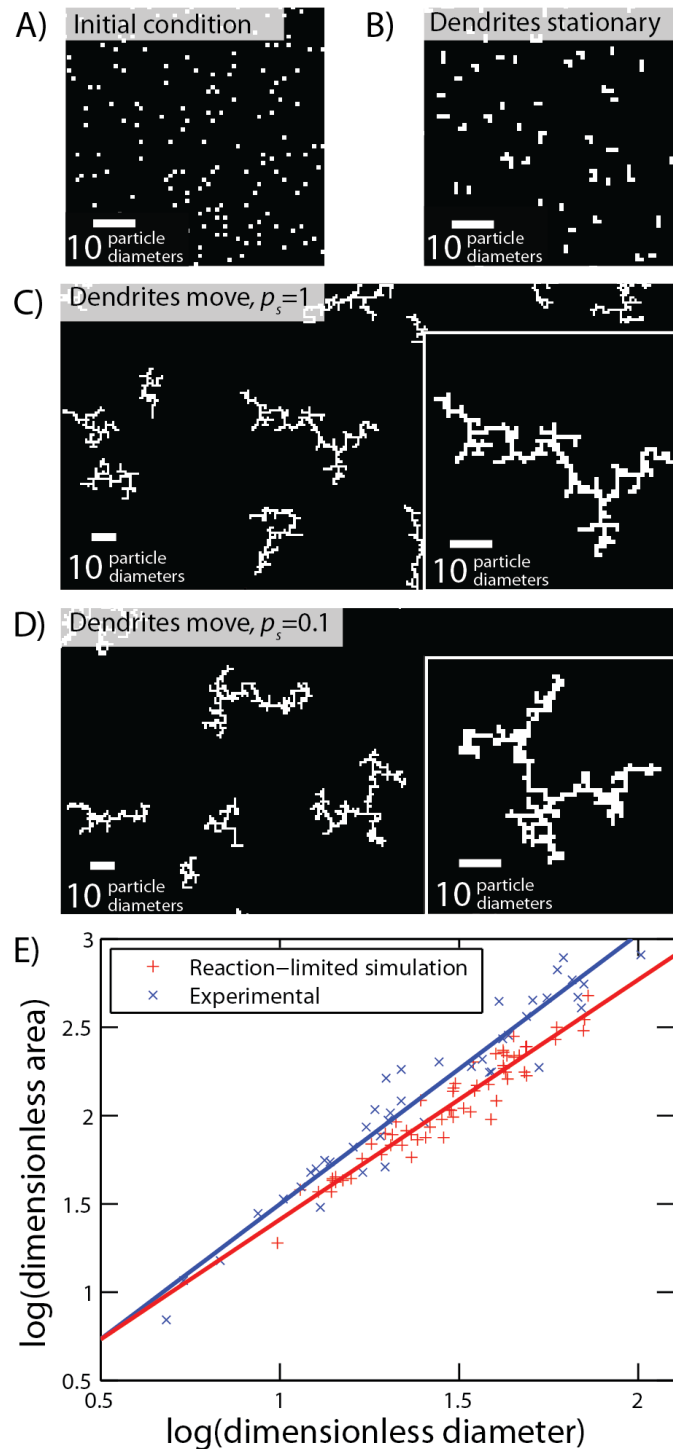 A)
Initial condition
10 particle
diameters
B)
Dendrites stationary
10 particle
diameters
C)
Dendrites move, pₛ=1
10 particle
diameters
10 particle
diameters
D)
Dendrites move, pₛ=0.1
10 particle
diameters
10 particle
diameters
E)
Reaction−limited simulation
Experimental
log(dimensionless area)
3
2.5
2
1.5
1
0.5
0.5
1
1.5
2
log(dimensionless diameter)